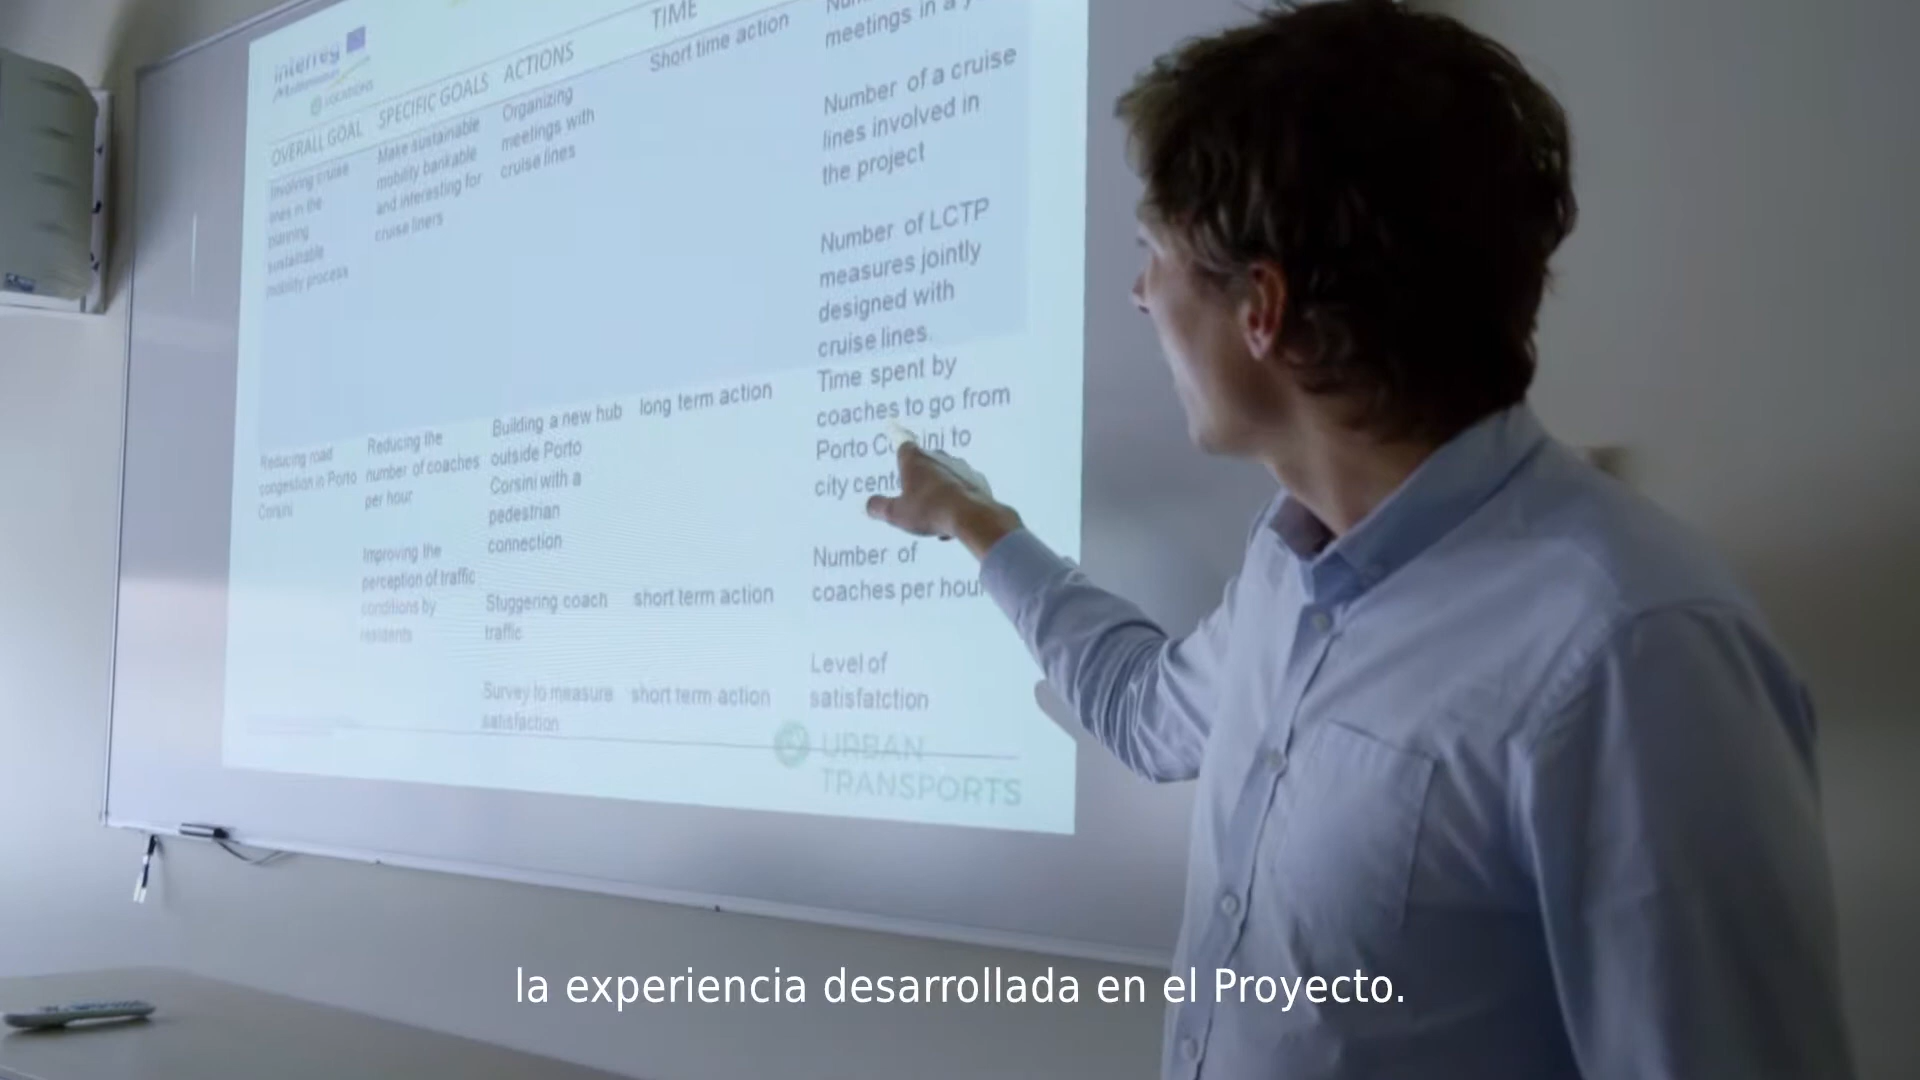 Interreg
Mediterranean
LOCATIONS
OVERALL GOAL
SPECIFIC GOALS
ACTIONS
TIME
Involving cruise
lines in the
planning
sustainable
mobility process
Make sustainable
mobility bankable
and interesting for
cruise liners
Organizing
meetings with
cruise lines
Short time action
meetings in a
Number of a cruise
lines involved in
the project
Number of LCTP
measures jointly
designed with
cruise lines.
Reducing road
congestion in Porto
Corsini
Reducing the
number of coaches
per hour
Improving the
perception of traffic
conditions by
residents
Building a new hub
outside Porto
Corsini with a
pedestrian
connection
long term action
Time spent by
coaches to go from
Porto
to
city
Stuggering coach
traffic
short term action
Number of
coaches per hour
Survey to measure
satisfaction
short term action
Level of
satisfatction
URBAN
TRANSPORTS
la experiencia desarrollada en el Proyecto.